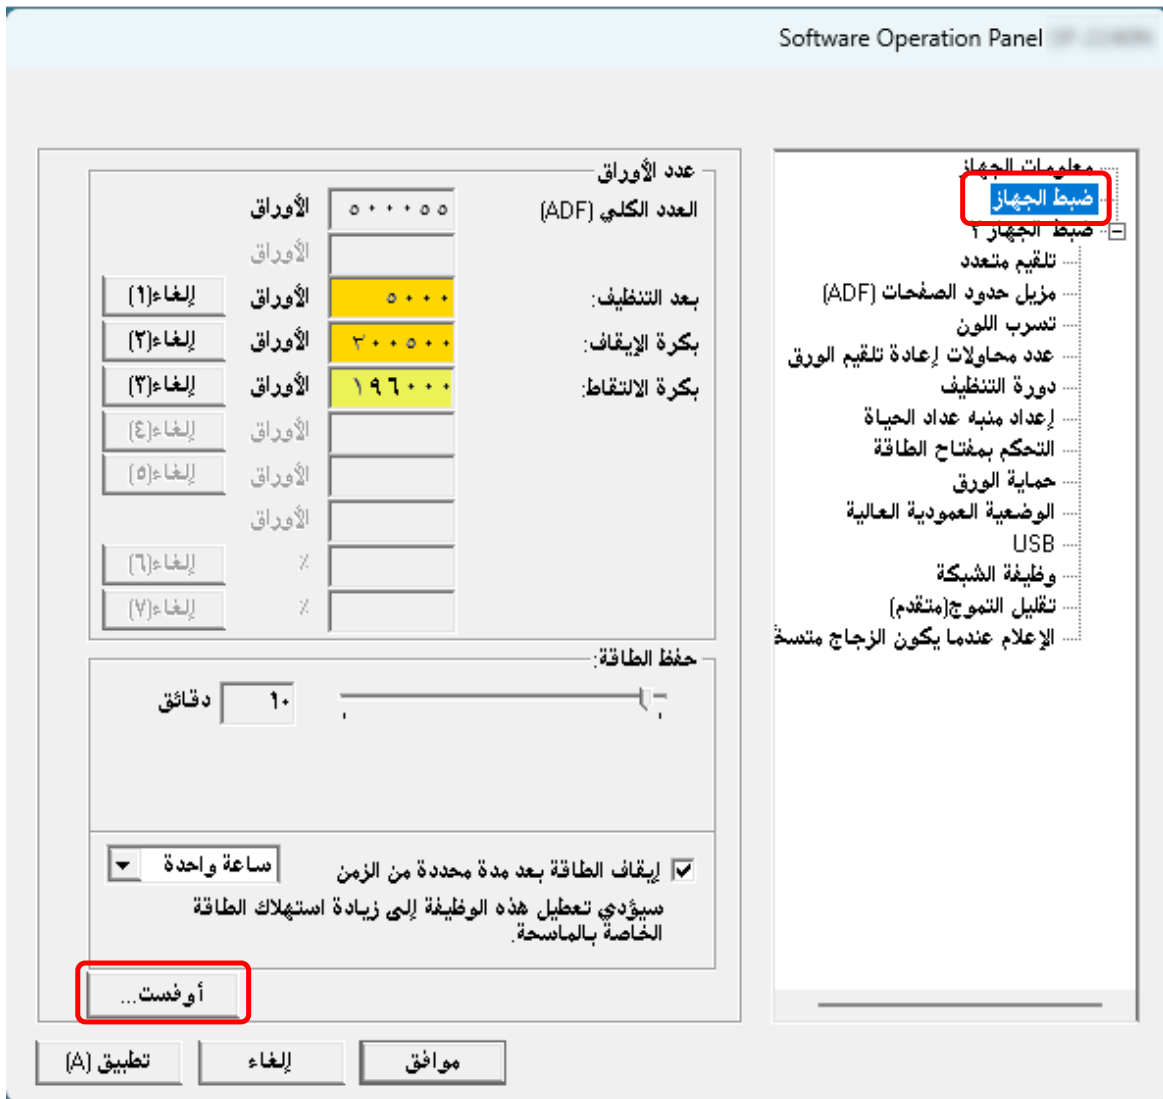 Software Operation Panel
معلومات الجهاز
ضبط الجهاز
ضبط الجهاز ٢
تلقيم متعدد
مزيل حدود الصفحات (ADF)
تسرب اللون
عدد محاولات إعادة تلقيم الورق
دورة التنظيف
إعداد منبه عداد الحياة
التحكم بمفتاح الطاقة
حماية الورق
الوضعية العمودية العالية
USB
وظيفة الشبكة
تقليل التموج(متقدم)
الإعلام عندما يكون الزجاج متسخ
عدد الأوراق
العدد الكلي (ADF) ٥٠٠٠٥٥ الأوراق
الأوراق
بعد التنظيف: ٥٠٠٠ الأوراق إلغاء(١)
بكرة الإيقاف: ٢٠٠٥٠٠ الأوراق إلغاء(٢)
بكرة الالتقاط: ١٩٦٠٠٠ الأوراق إلغاء(٣)
الأوراق إلغاء(٤)
الأوراق إلغاء(٥)
الأوراق
٪ إلغاء(٦)
٪ إلغاء(٧)
حفظ الطاقة:
١٠ دقائق
إيقاف الطاقة بعد مدة محددة من الزمن ساعة واحدة
سيؤدي تعطيل هذه الوظيفة إلى زيادة استهلاك الطاقة
الخاصة بالماسحة.
أوفست...
موافق إلغاء تطبيق (A)